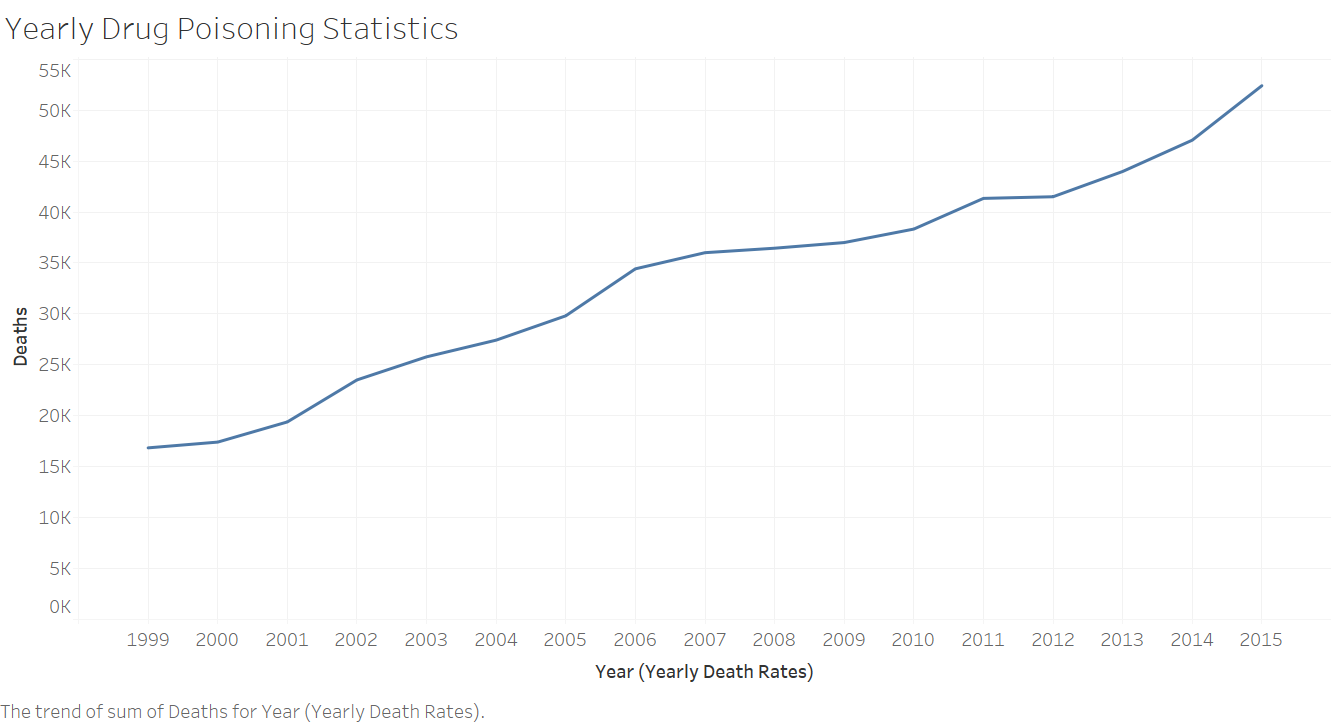 Yearly Drug Poisoning Statistics
55K
50K
45K
40K
35K
30K
25K
20K
15K
10K
5K
0K
Deaths
1999 2000 2001 2002 2003 2004 2005 2006 2007 2008 2009 2010 2011 2012 2013 2014 2015
Year (Yearly Death Rates)
The trend of sum of Deaths for Year (Yearly Death Rates).